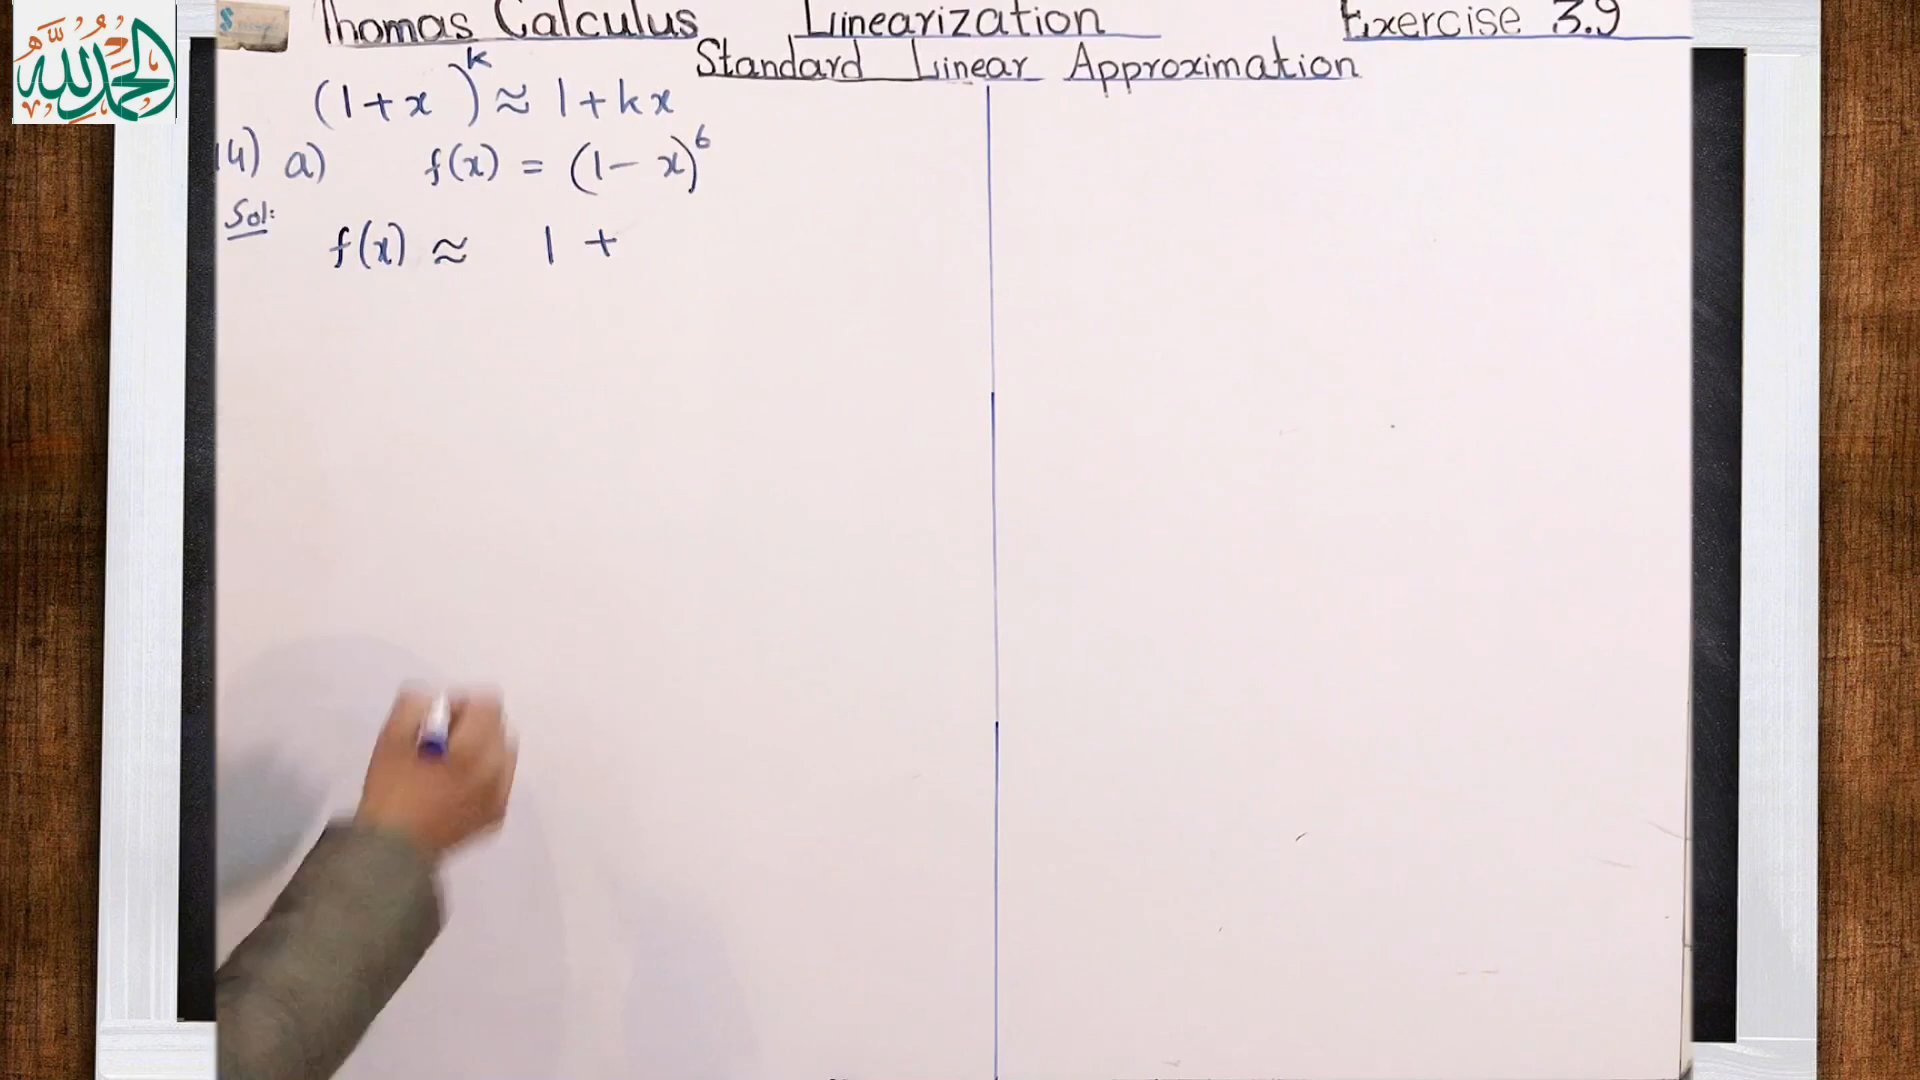 الحمد لله
Thomas Calculus Linearization Exercise 3.9
Standard Linear Approximation
(1+x)^k ≈ 1+kx
14) a) f(x) = (1-x)^6
Sol:
f(x) ≈ 1 +